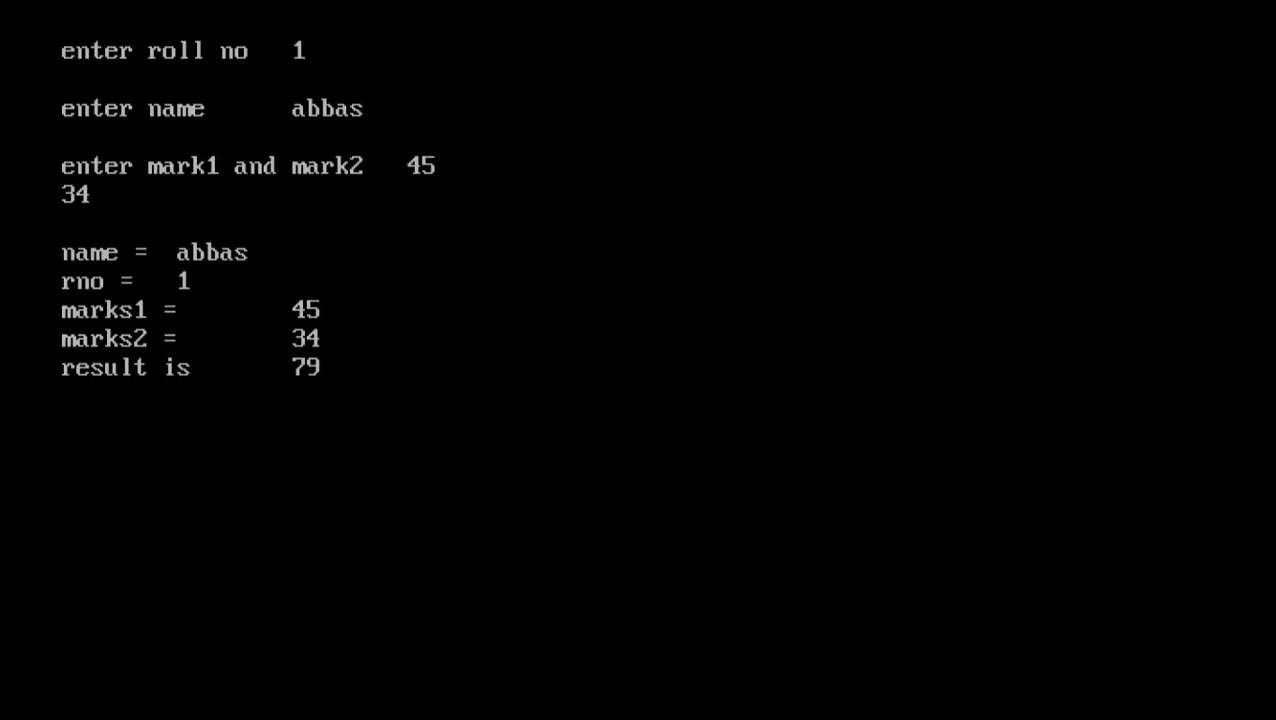 enter roll no 1
enter name abbas
enter mark1 and mark2 45
34
name = abbas
rno = 1
marks1 = 45
marks2 = 34
result is 79